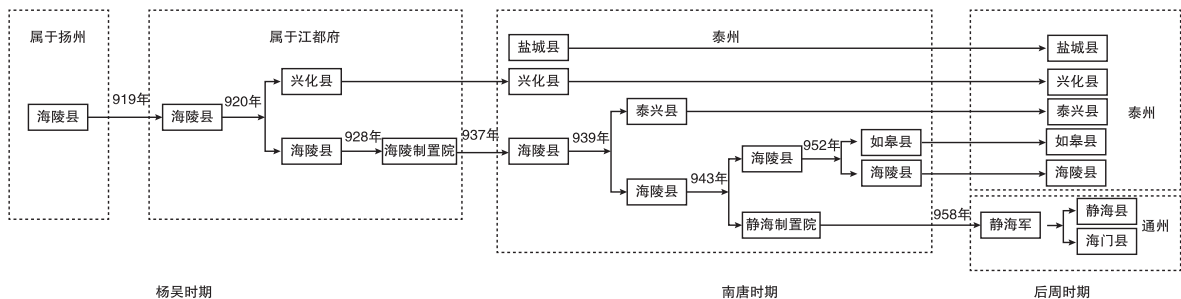 属于扬州
海陵县
919年
属于江都府
海陵县
920年
兴化县
海陵县
928年
海陵制置院
937年
泰州
盐城县
兴化县
海陵县
939年
泰兴县
海陵县
943年
海陵县
952年
如皋县
海陵县
静海制置院
958年
盐城县
兴化县
泰兴县
如皋县
海陵县
泰州
静海军
静海县
海门县
通州
杨吴时期
南唐时期
后周时期